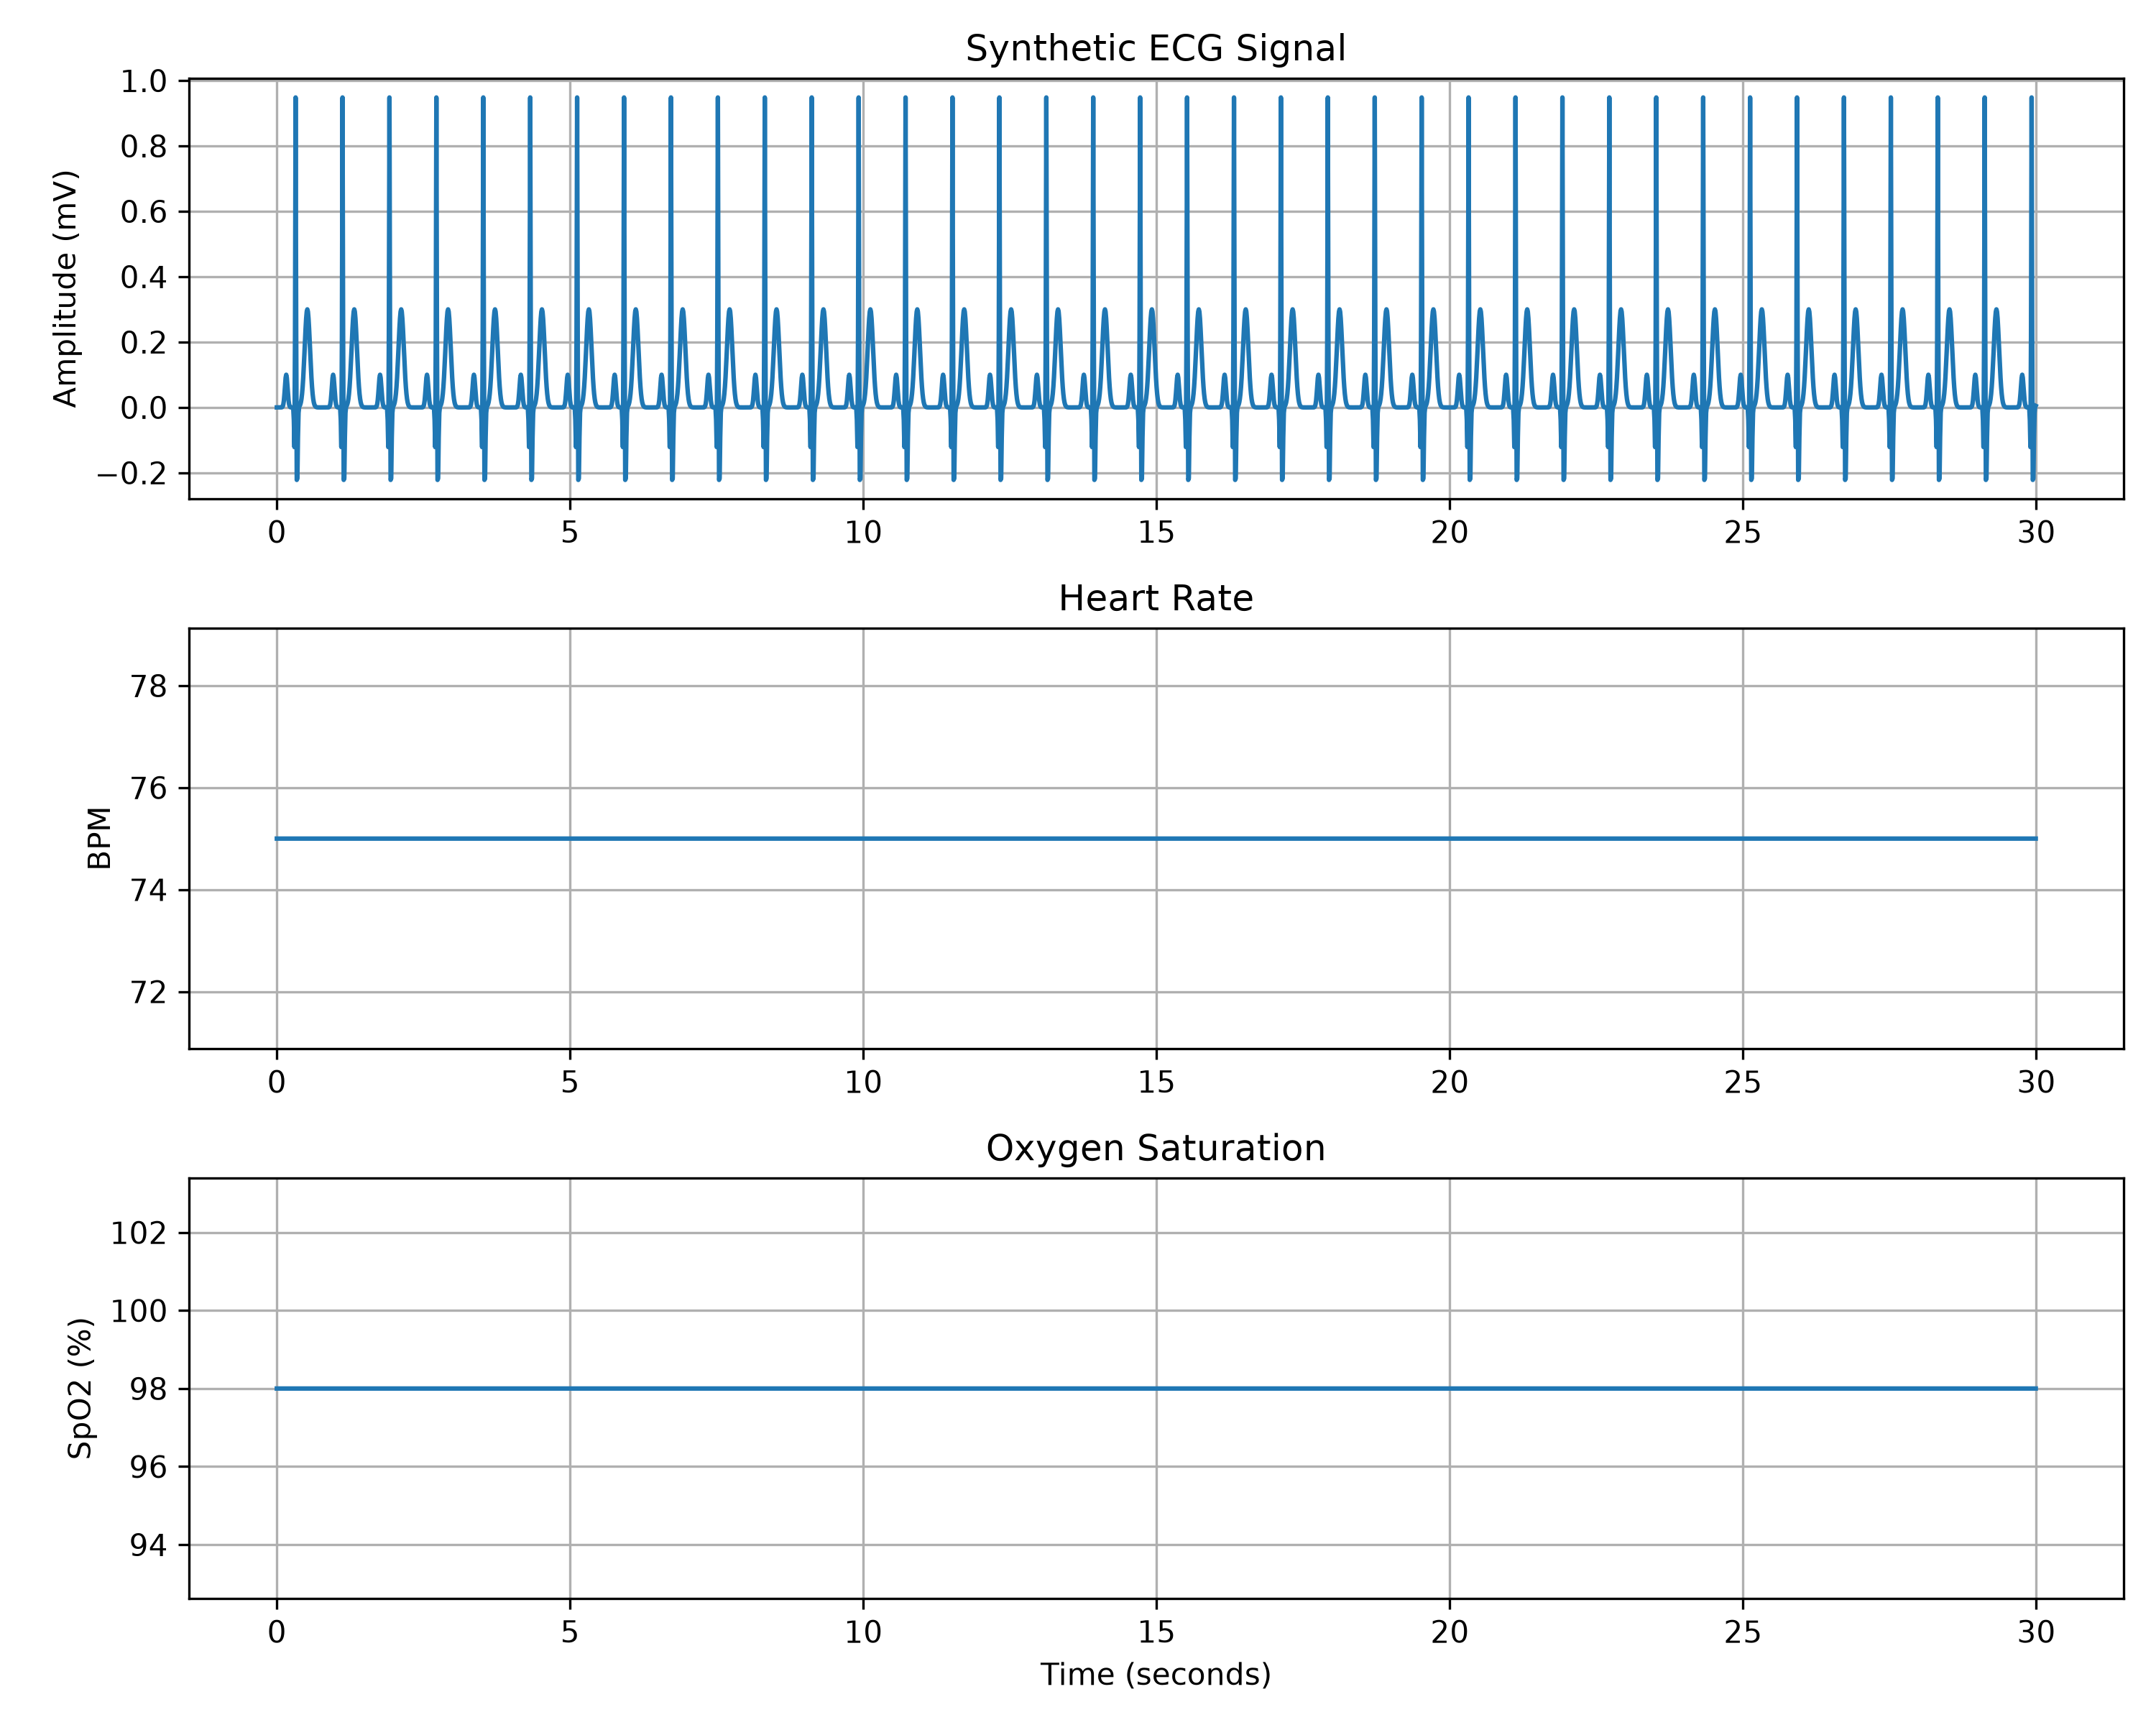 Synthetic ECG Signal
Amplitude (mV)
1.0
0.8
0.6
0.4
0.2
0.0
−0.2
0 5 10 15 20 25 30
Heart Rate
BPM
78
76
74
72
0 5 10 15 20 25 30
Oxygen Saturation
SpO2 (%)
102
100
98
96
94
0 5 10 15 20 25 30
Time (seconds)